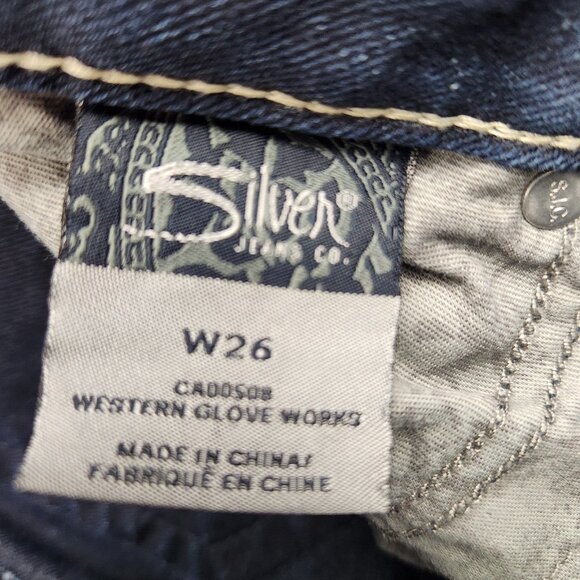 Silver®
JEANS CO.
S.J.C.
W26
CA00508
WESTERN GLOVE WORKS
MADE IN CHINA/
FABRIQUÉ EN CHINE